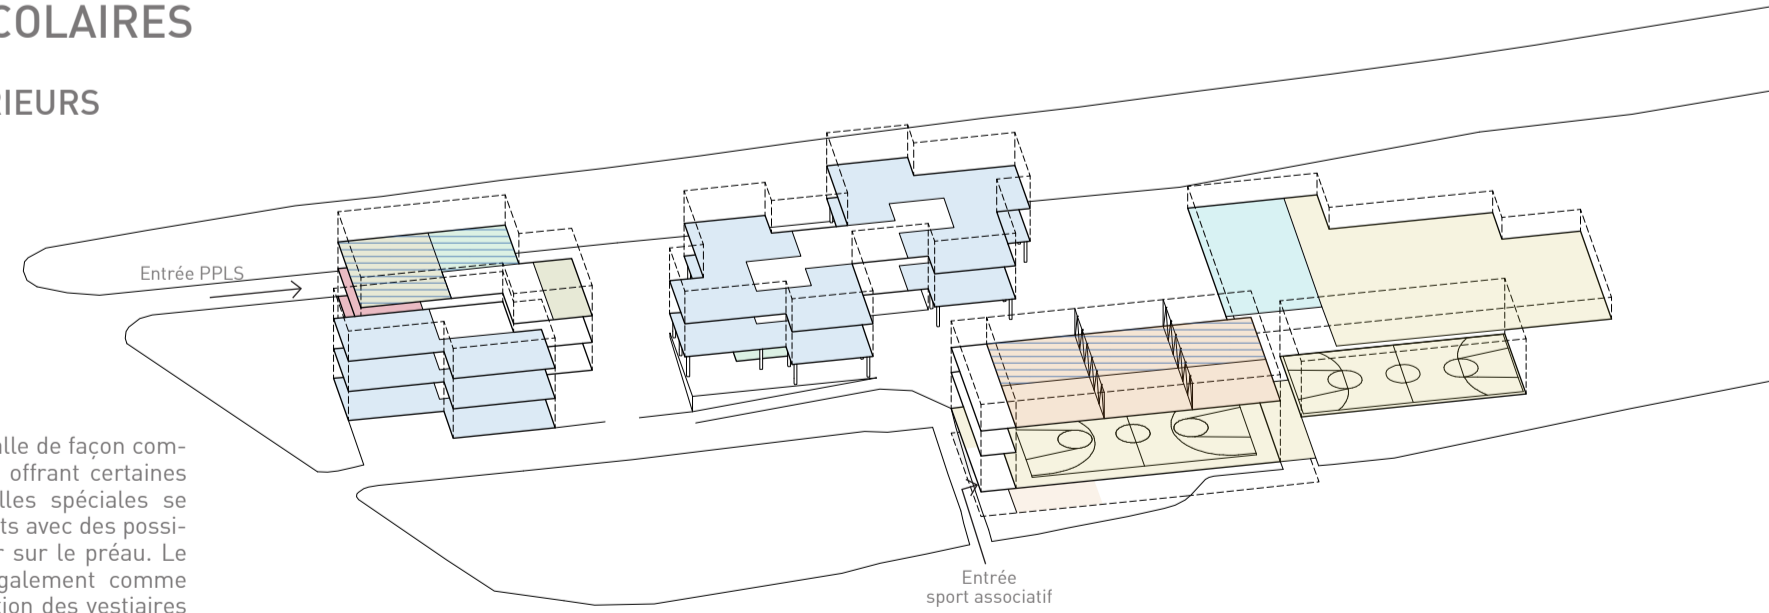 COLAIRES
RIEURS
Entrée PPLS
alle de façon com-
offrant certaines
lles spéciales se
ts avec des possi-
r sur le préau. Le
également comme
tion des vestiaires
Entrée
sport associatif